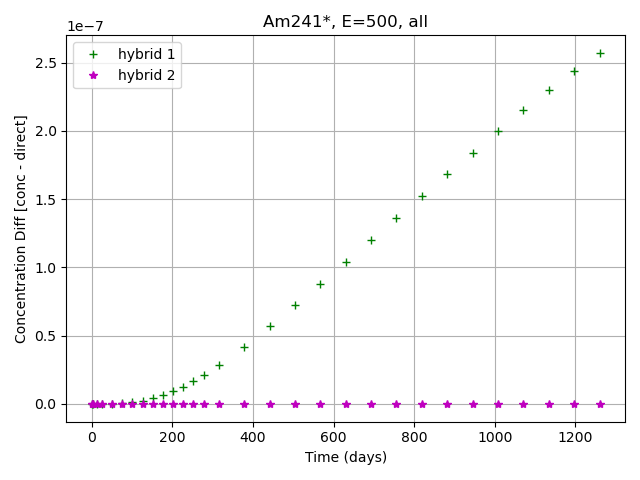 Am241*, E=500, all
1e−7
hybrid 1
hybrid 2
2.5
2.0
1.5
1.0
0.5
0.0
Concentration Diff [conc - direct]
0 200 400 600 800 1000 1200
Time (days)